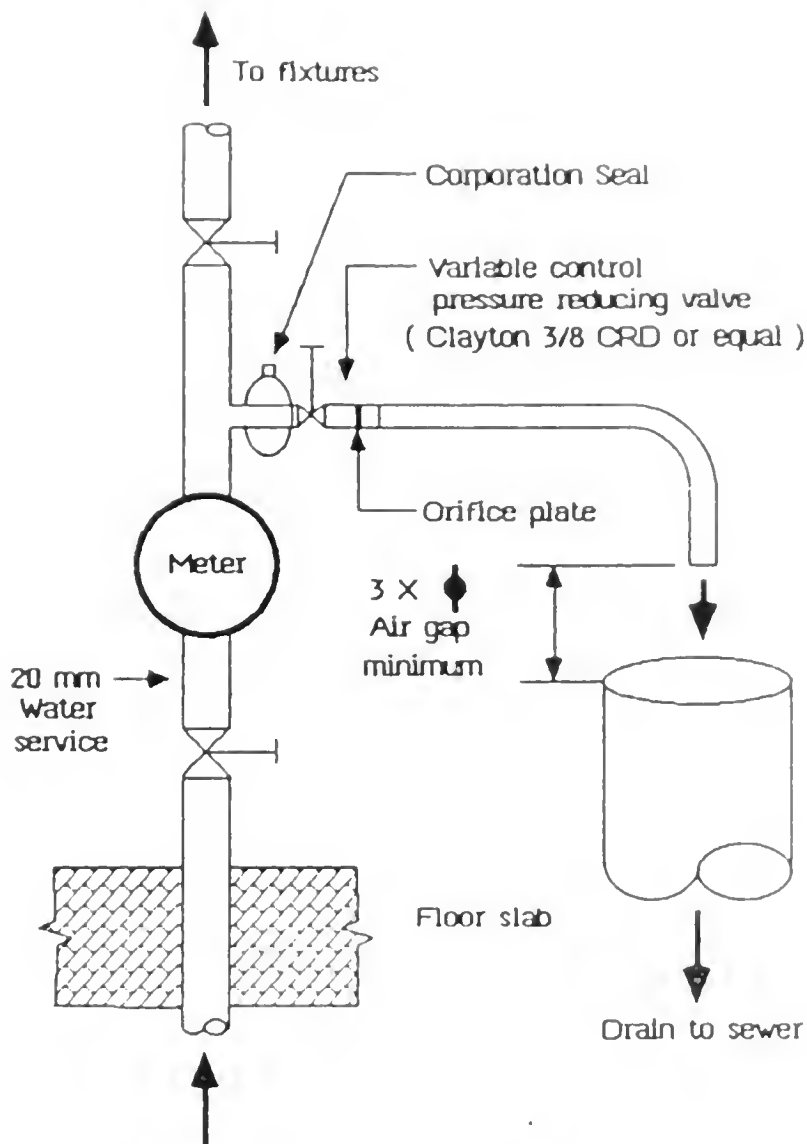 To fixtures
Corporation Seal
Variable control
pressure reducing valve
( Clayton 3/8 CRD or equal )
Orifice plate
Meter
3 X
Air gap
minimum
20 mm
Water
service
Floor slab
Drain to sewer